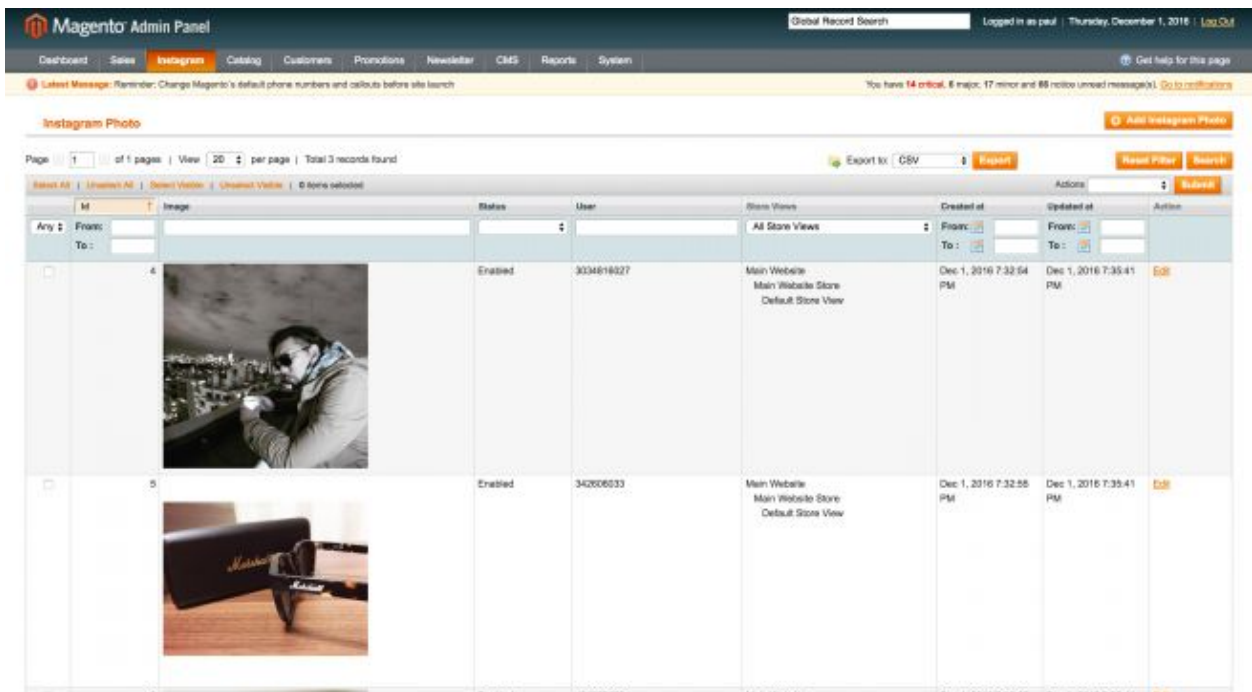 Magento Admin Panel
Global Record Search
Logged in as paul | Thursday, December 1, 2016 | Log Out
Dashboard Sales Instagram Catalog Customers Promotions Newsletter CMS Reports System
Get help for this page
Latest Message: Reminder: Change Magento's default phone numbers and callouts before site launch
You have 14 critical, 6 major, 17 minor and 66 notice unread message(s). Go to notifications
Instagram Photo
Add Instagram Photo
Page 1 of 1 pages | View 20 per page | Total 3 records found
Export to: CSV Export
Reset Filter Search
Select All | Unselect All | Select Visible | Unselect Visible | 0 items selected
Actions Submit
Id Image Status User Store Views Created at Updated at Action
Any From: All Store Views From: From:
To : To : To :
4 Enabled 3034816027 Main Website Dec 1, 2016 7:32:54 Dec 1, 2016 7:35:41 Edit
Main Website Store PM PM
Default Store View
5 Enabled 342606033 Main Website Dec 1, 2016 7:32:56 Dec 1, 2016 7:35:41 Edit
Main Website Store PM PM
Default Store View
Marshall
Marshall